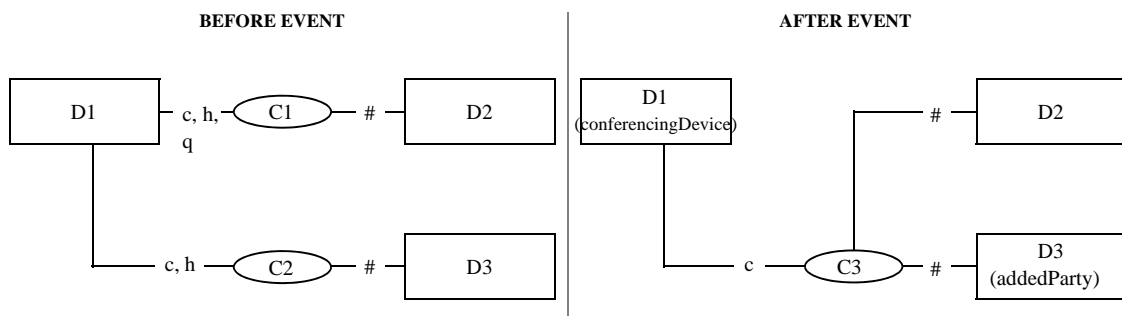 BEFORE EVENT
AFTER EVENT
D1
c, h,
q
C1
#
D2
c, h
C2
#
D3
D1
(conferencingDevice)
#
D2
c
C3
#
D3
(addedParty)